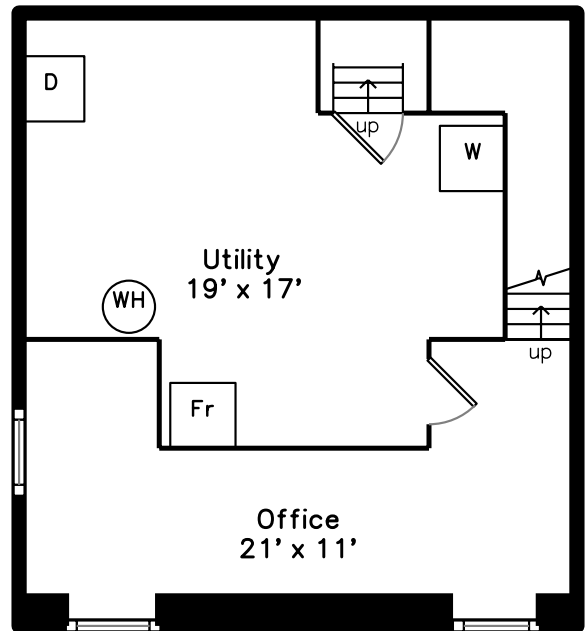 D
up
W
Utility
19' x 17'
WH
up
Fr
Office
21' x 11'